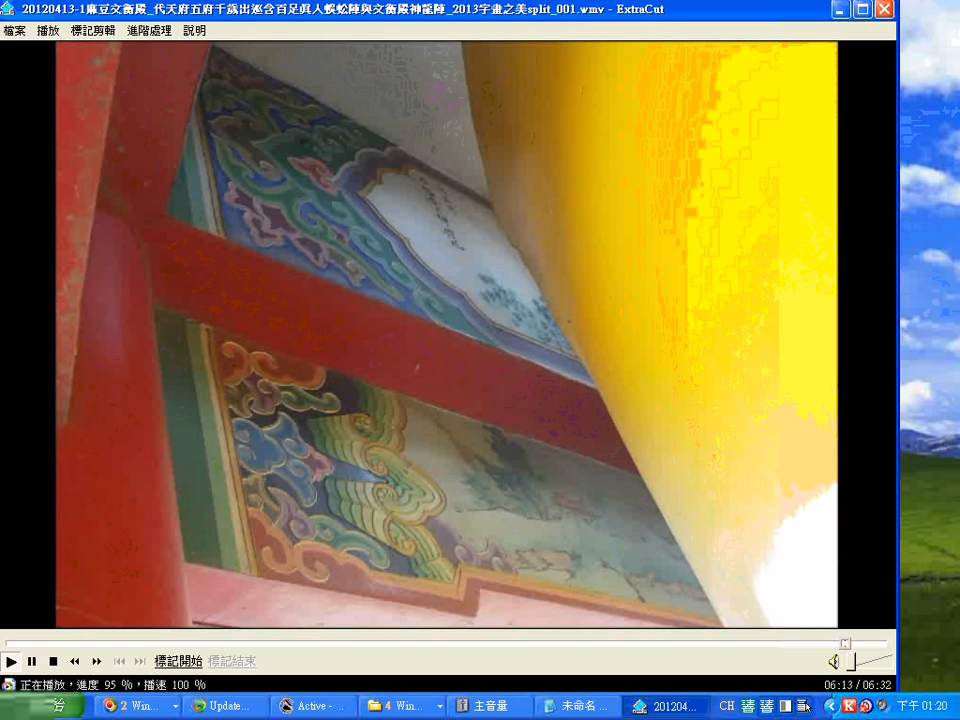 20120413-1麻豆文衡殿_代天府五府千歲出巡含百足真人蜈蚣陣與文衡殿神龍陣_2013字畫之美split_001.wmv - ExtraCut
檔案 播放 標記剪輯 進階處理 說明
標記開始 標記結束
正在播放，進度 95 %，播速 100 %
06:13 / 06:32
2 Win... Update... Active - ... 4 Win... 主音量 未命名 ... 201204... CH 下午 01:20